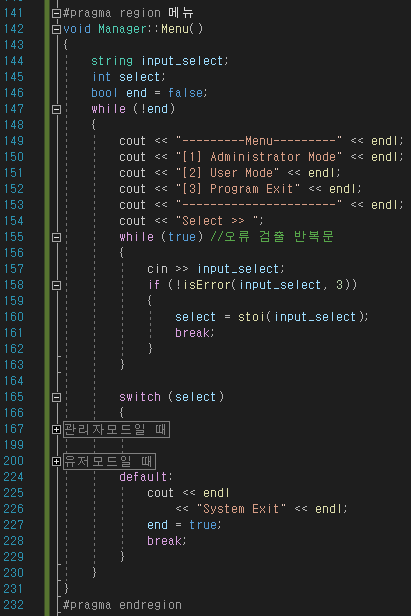 141 #pragma region 메뉴
142 void Manager::Menu()
143 {
144 string input_select;
145 int select;
146 bool end = false;
147 while (!end)
148 {
149 cout << "---------Menu---------" << endl;
150 cout << "[1] Administrator Mode" << endl;
151 cout << "[2] User Mode" << endl;
152 cout << "[3] Program Exit" << endl;
153 cout << "----------------------" << endl;
154 cout << "Select >> ";
155 while (true) //오류 검출 반복문
156 {
157 cin >> input_select;
158 if (!isError(input_select, 3))
159 {
160 select = stoi(input_select);
161 break;
162 }
163 }
164
165 switch (select)
166 {
167 관리자모드일 때
199
200 유저모드일 때
224 default:
225 cout << endl
226 << "System Exit" << endl;
227 end = true;
228 break;
229 }
230 }
231 }
232 #pragma endregion